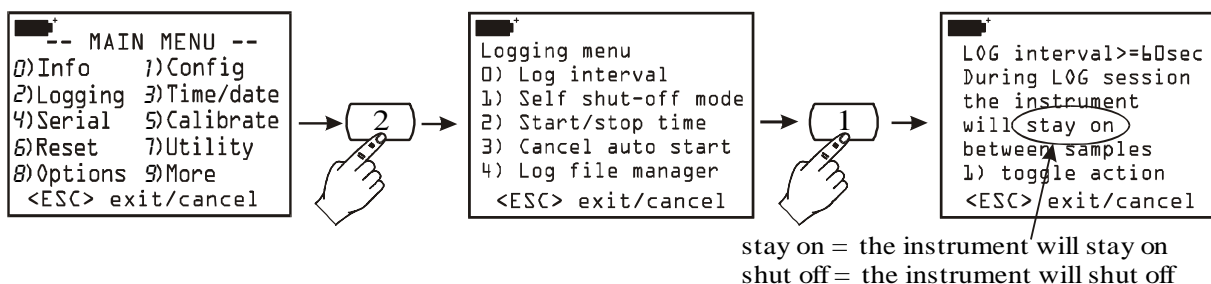 -- MAIN MENU --
0) Info 1) Config
2) Logging 3) Time/date
4) Serial 5) Calibrate
6) Reset 7) Utility
8) Options 9) More
<ESC> exit/cancel
2
Logging menu
0) Log interval
1) Self shut-off mode
2) Start/stop time
3) Cancel auto start
4) Log file manager
<ESC> exit/cancel
1
LOG interval>=60sec
During LOG session
the instrument
will stay on
between samples
1) toggle action
<ESC> exit/cancel
stay on = the instrument will stay on
shut off = the instrument will shut off